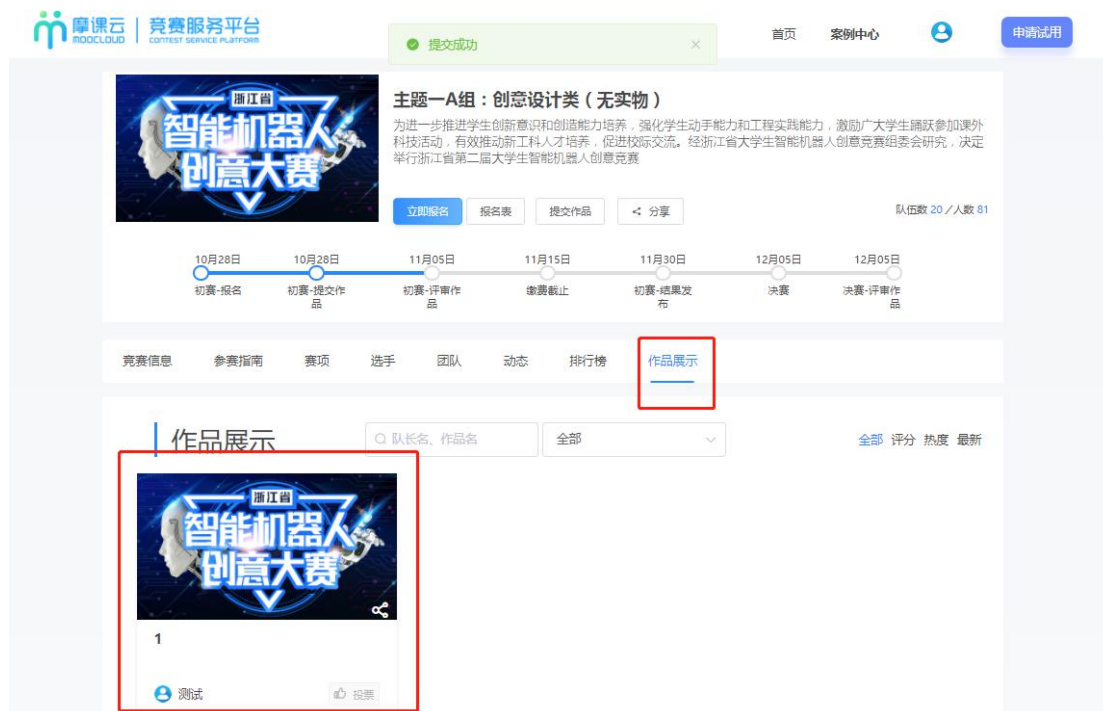 摩课云 竞赛服务平台
MOOCLOUD CONTEST SERVICE PLATFORM
提交成功
首页 案例中心 申请试用
浙江省
智能机器人
创意大赛
主题一A组：创意设计类（无实物）
为进一步推进学生创新意识和创造能力培养，强化学生动手能力和工程实践能力，激励广大学生踊跃参加课外
科技活动，有效推动新工科人才培养，促进校际交流。经浙江省大学生智能机器人创意竞赛组委会研究，决定
举行浙江省第二届大学生智能机器人创意竞赛
立即报名 报名表 提交作品 分享 队伍数 20 / 人数 81
10月28日 10月28日 11月05日 11月15日 11月30日 12月05日 12月05日
初赛-报名 初赛-提交作品 初赛-评审作品 缴费截止 初赛-结果发布 决赛 决赛-评审作品
竞赛信息 参赛指南 赛项 选手 团队 动态 排行榜 作品展示
作品展示 队长名、作品名 全部 全部 评分 热度 最新
浙江省
智能机器人
创意大赛
1
测试 投票